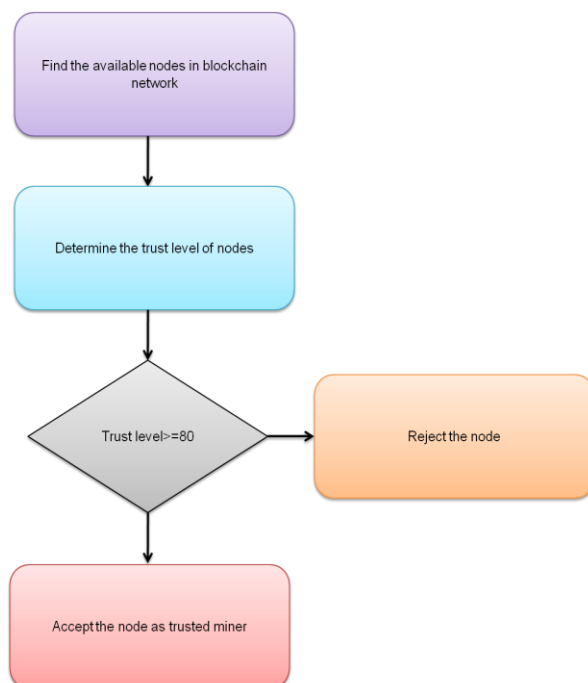 Find the available nodes in blockchain
network
Determine the trust level of nodes
Trust level>=80
Reject the node
Accept the node as trusted miner